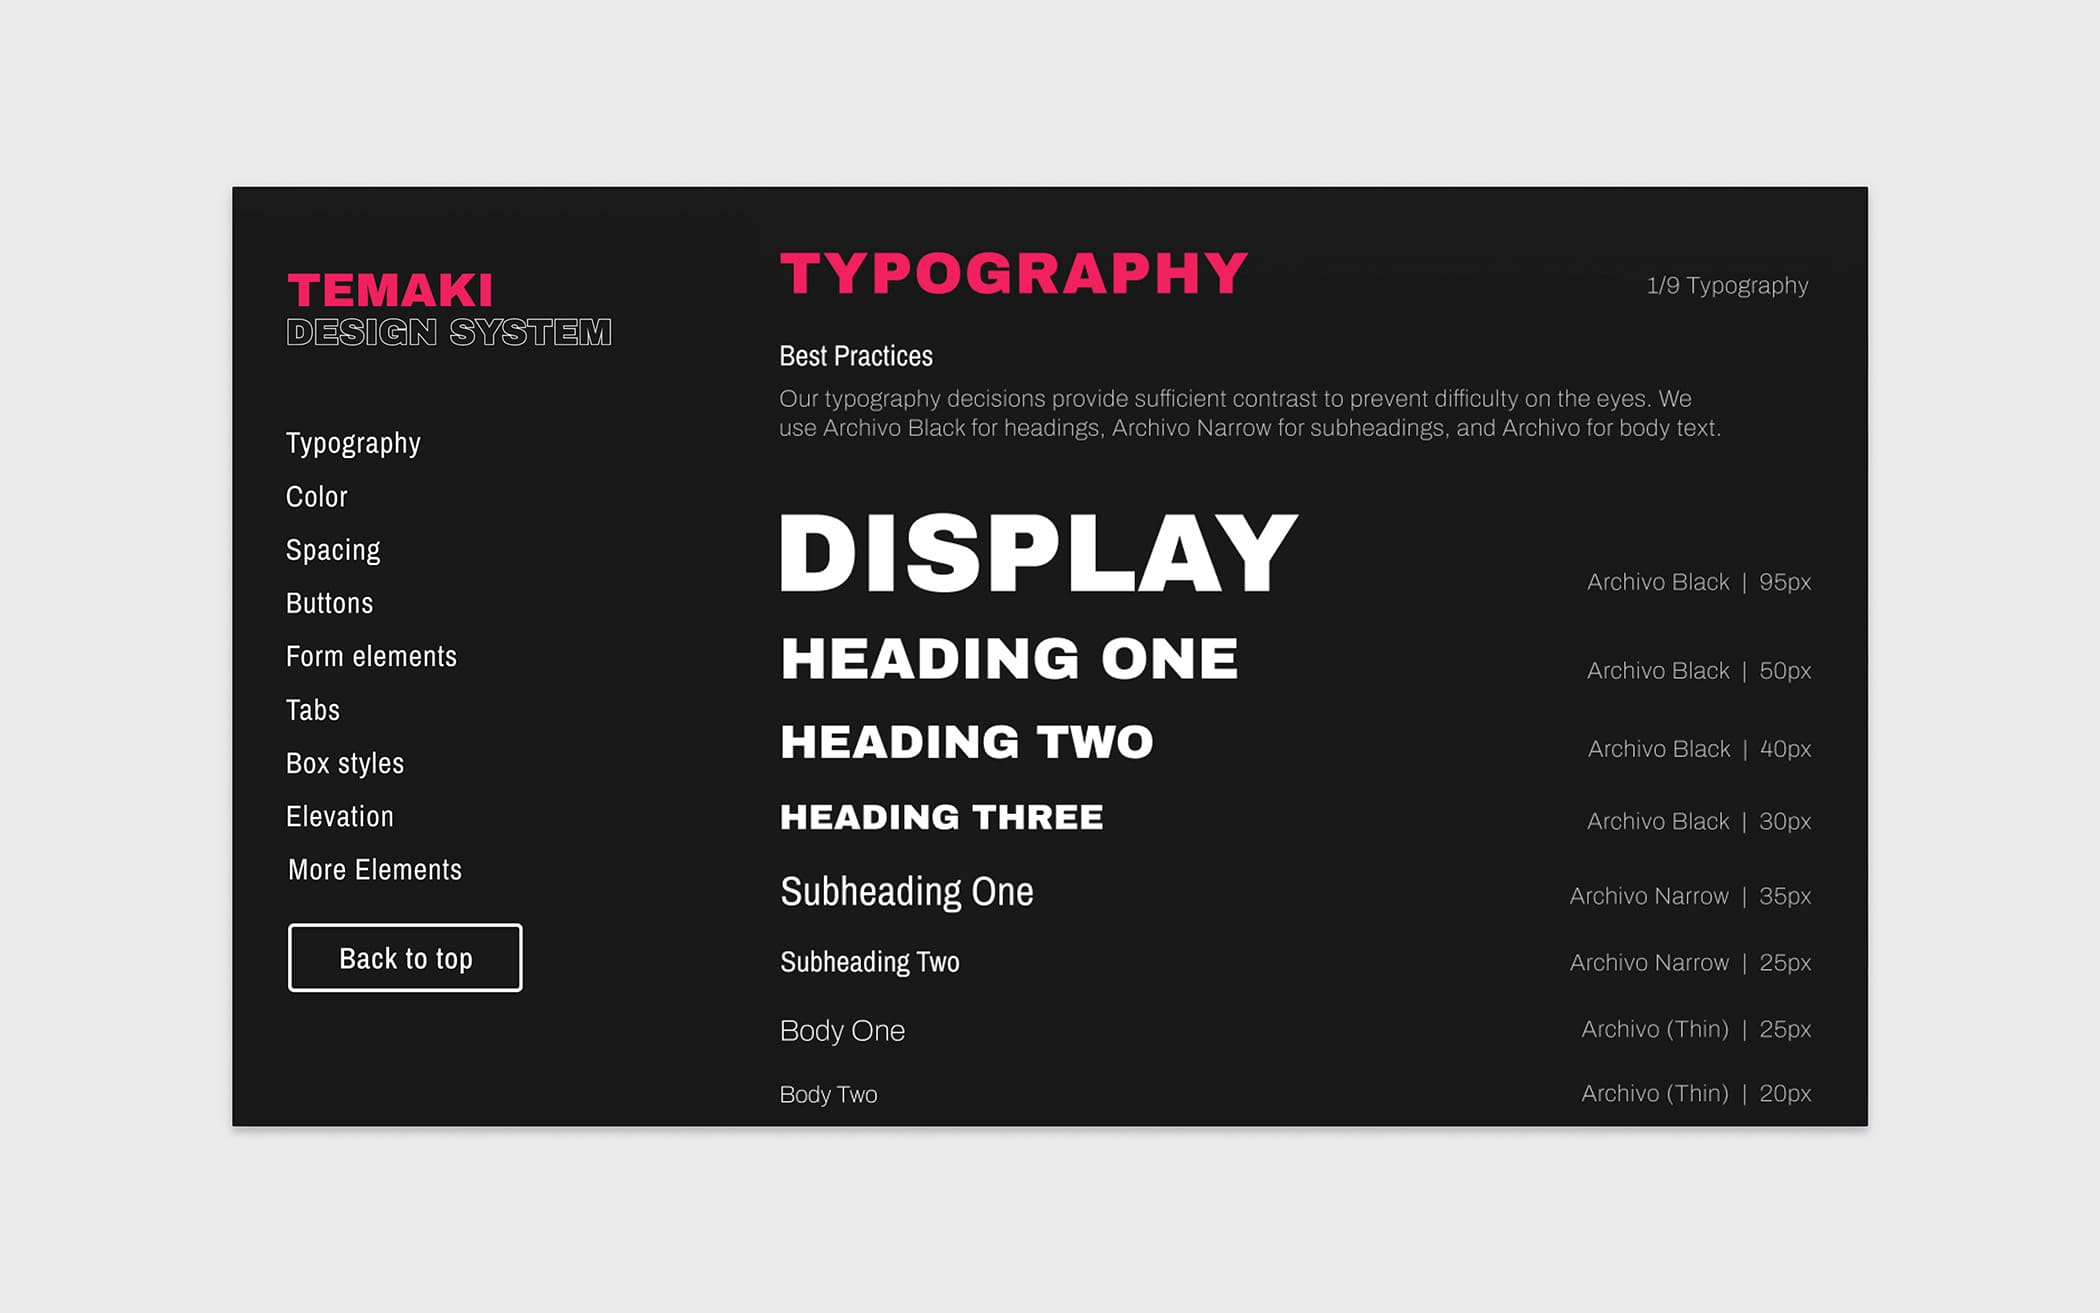 TEMAKI
DESIGN SYSTEM
Typography
Color
Spacing
Buttons
Form elements
Tabs
Box styles
Elevation
More Elements
Back to top
TYPOGRAPHY
1/9 Typography
Best Practices
Our typography decisions provide sufficient contrast to prevent difficulty on the eyes. We
use Archivo Black for headings, Archivo Narrow for subheadings, and Archivo for body text.
DISPLAY
Archivo Black | 95px
HEADING ONE
Archivo Black | 50px
HEADING TWO
Archivo Black | 40px
HEADING THREE
Archivo Black | 30px
Subheading One
Archivo Narrow | 35px
Subheading Two
Archivo Narrow | 25px
Body One
Archivo (Thin) | 25px
Body Two
Archivo (Thin) | 20px